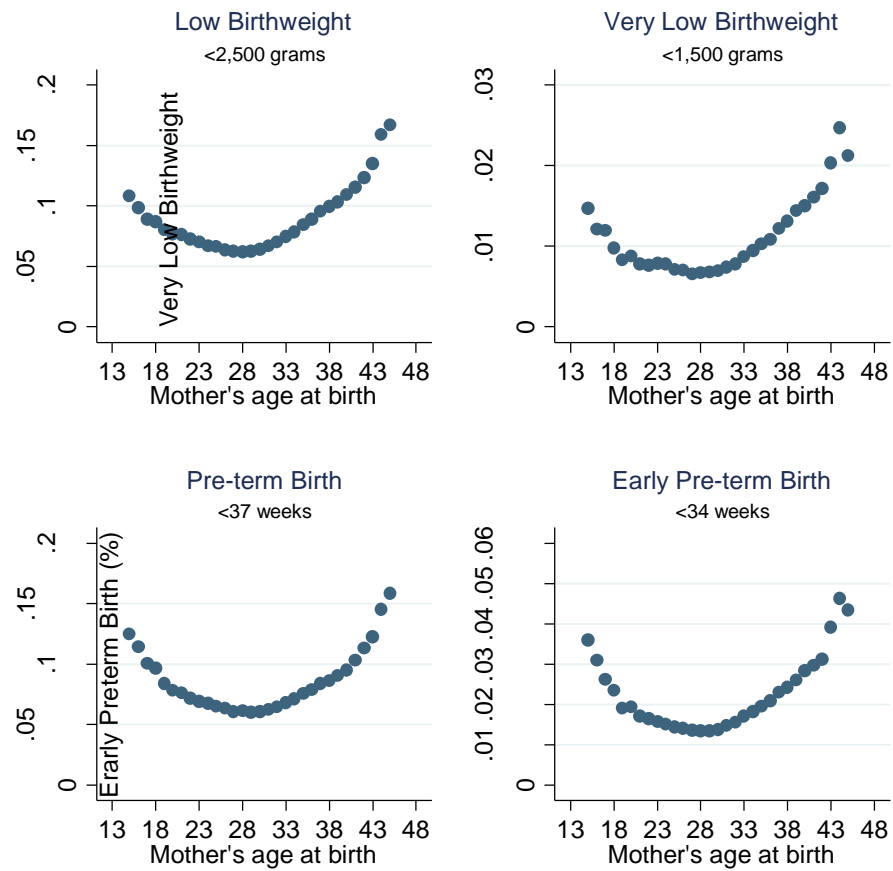 Low Birthweight
<2,500 grams
Very Low Birthweight
.2
.15
.1
.05
0
13 18 23 28 33 38 43 48
Mother's age at birth
Very Low Birthweight
<1,500 grams
.03
.02
.01
0
13 18 23 28 33 38 43 48
Mother's age at birth
Pre-term Birth
<37 weeks
Erarly Preterm Birth (%)
.2
.15
.1
.05
0
13 18 23 28 33 38 43 48
Mother's age at birth
Early Pre-term Birth
<34 weeks
.06
.05
.04
.03
.02
.01
0
13 18 23 28 33 38 43 48
Mother's age at birth